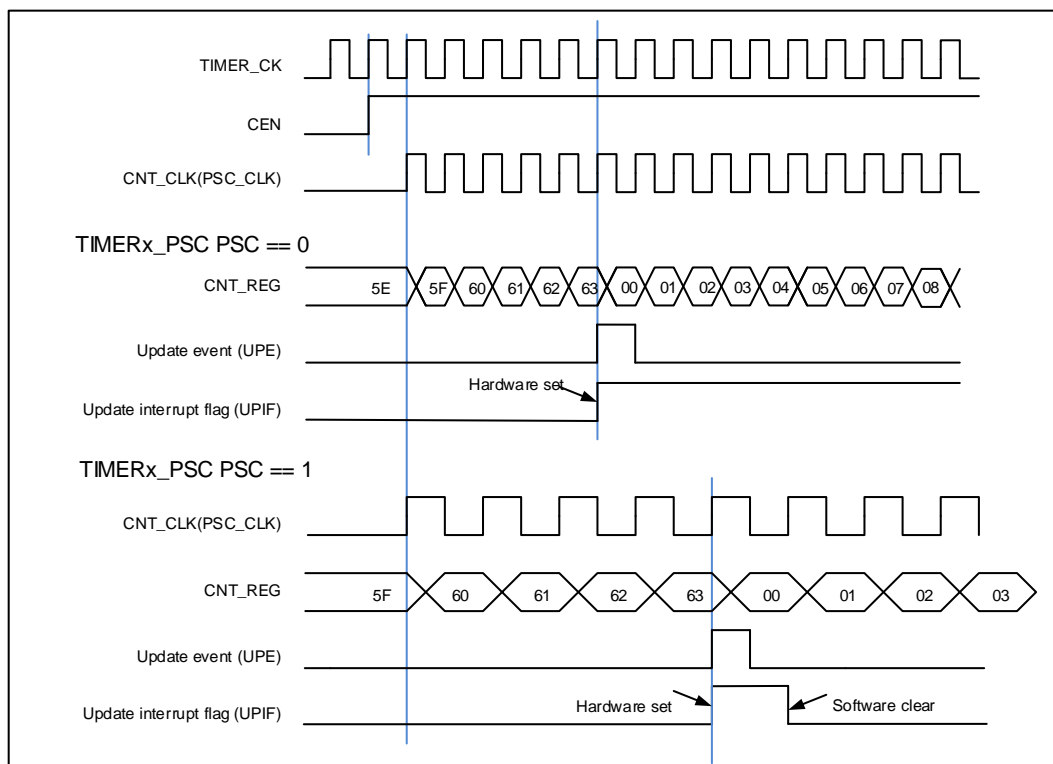 TIMER_CK
CEN
CNT_CLK(PSC_CLK)
TIMERx_PSC PSC == 0
CNT_REG 5E 5F 60 61 62 63 00 01 02 03 04 05 06 07 08
Update event (UPE)
Hardware set
Update interrupt flag (UPIF)
TIMERx_PSC PSC == 1
CNT_CLK(PSC_CLK)
CNT_REG 5F 60 61 62 63 00 01 02 03
Update event (UPE)
Update interrupt flag (UPIF) Hardware set Software clear